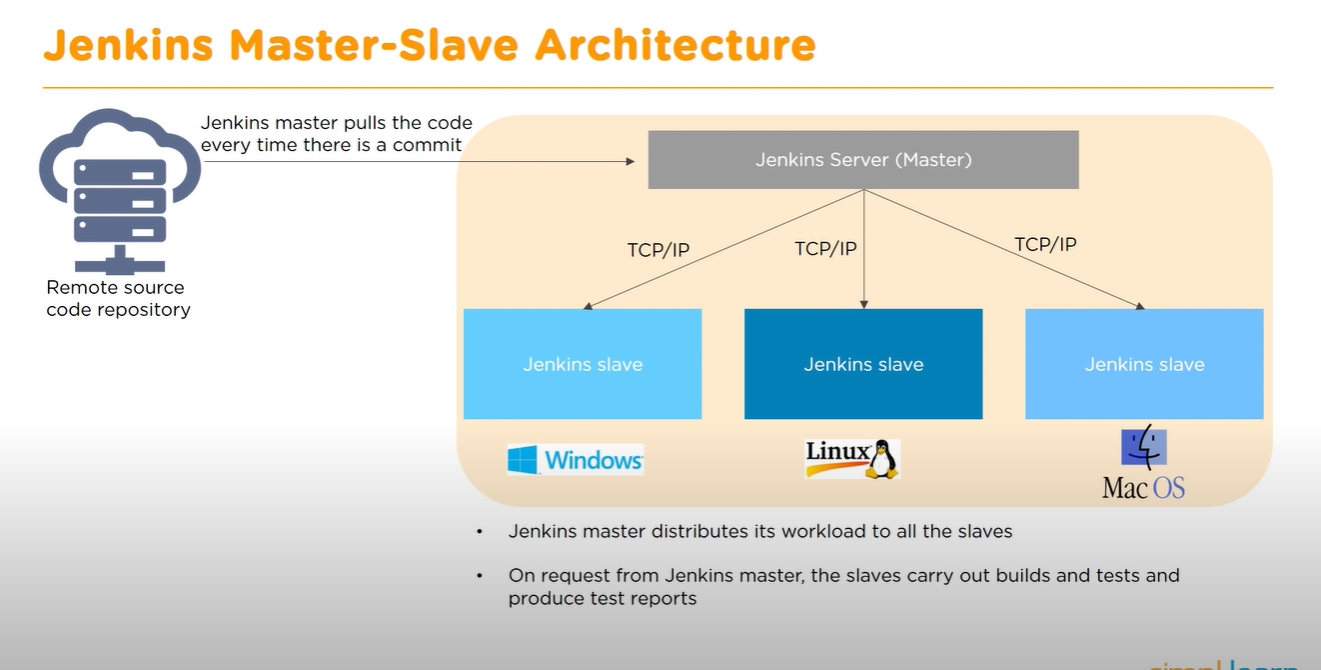 Jenkins Master-Slave Architecture
Jenkins master pulls the code
every time there is a commit
Jenkins Server (Master)
TCP/IP
TCP/IP
TCP/IP
Remote source
code repository
Jenkins slave
Jenkins slave
Jenkins slave
Windows
Linux
Mac OS
• Jenkins master distributes its workload to all the slaves
• On request from Jenkins master, the slaves carry out builds and tests and
produce test reports